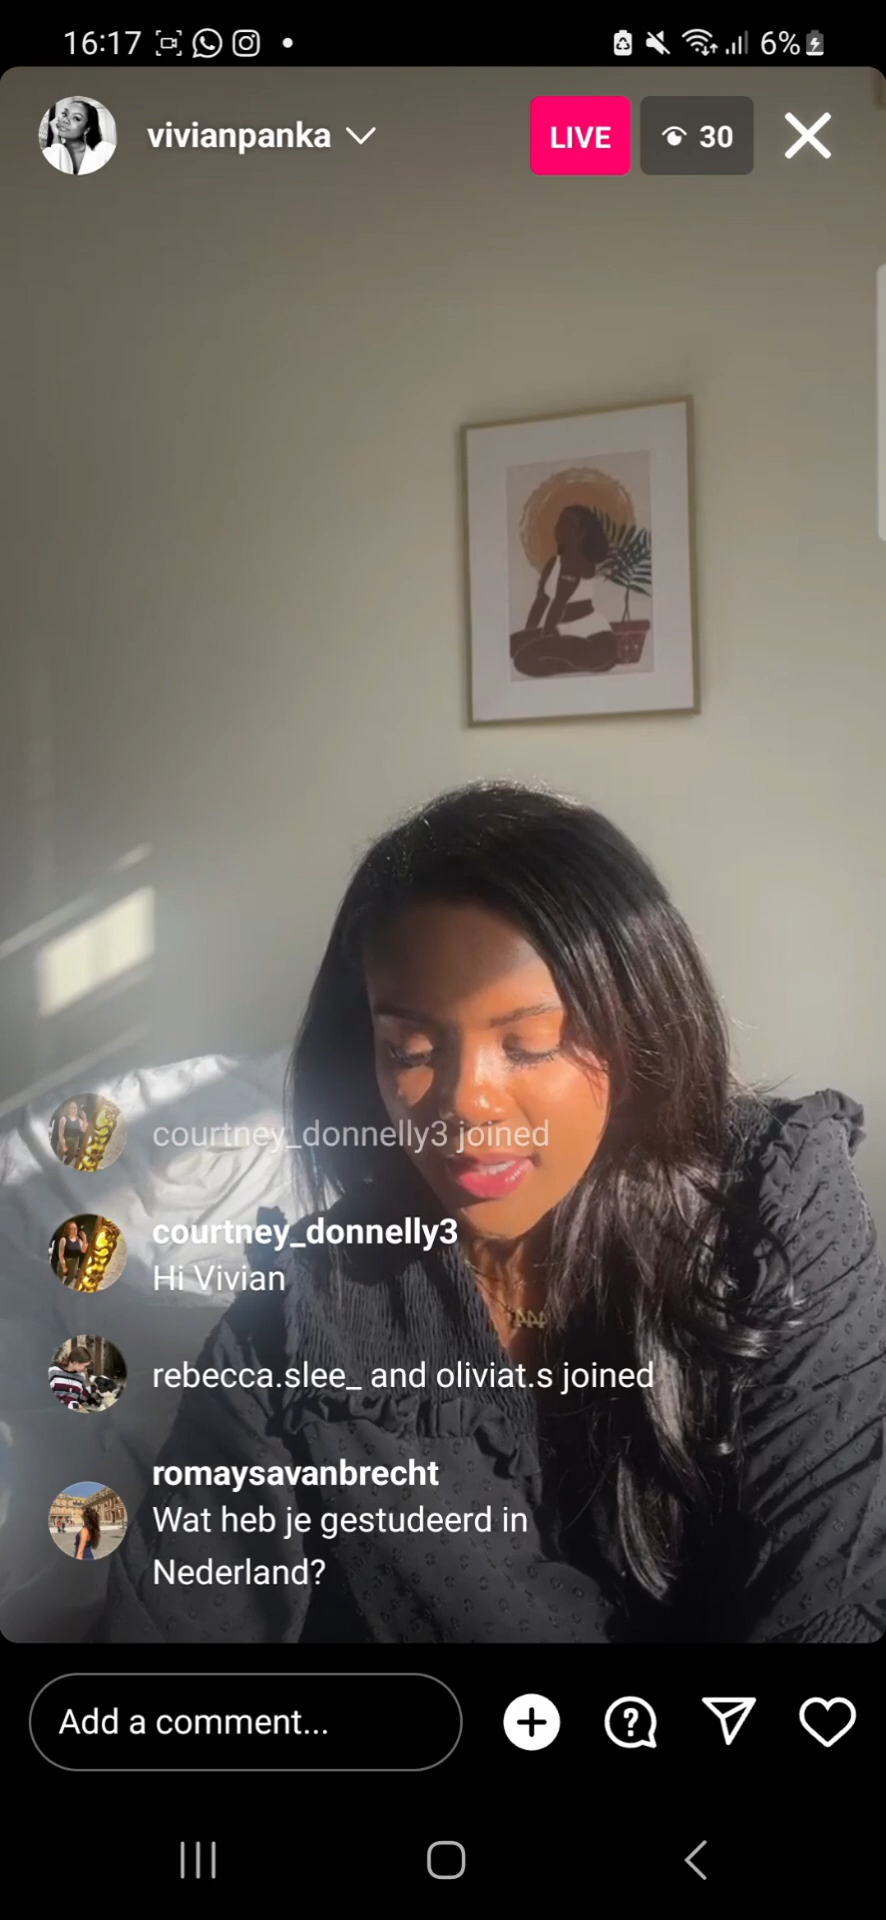 16:17
6%
vivianpanka
LIVE
30
courtney_donnelly3 joined
courtney_donnelly3
Hi Vivian
rebecca.slee_ and oliviat.s joined
romaysavanbrecht
Wat heb je gestudeerd in
Nederland?
Add a comment...